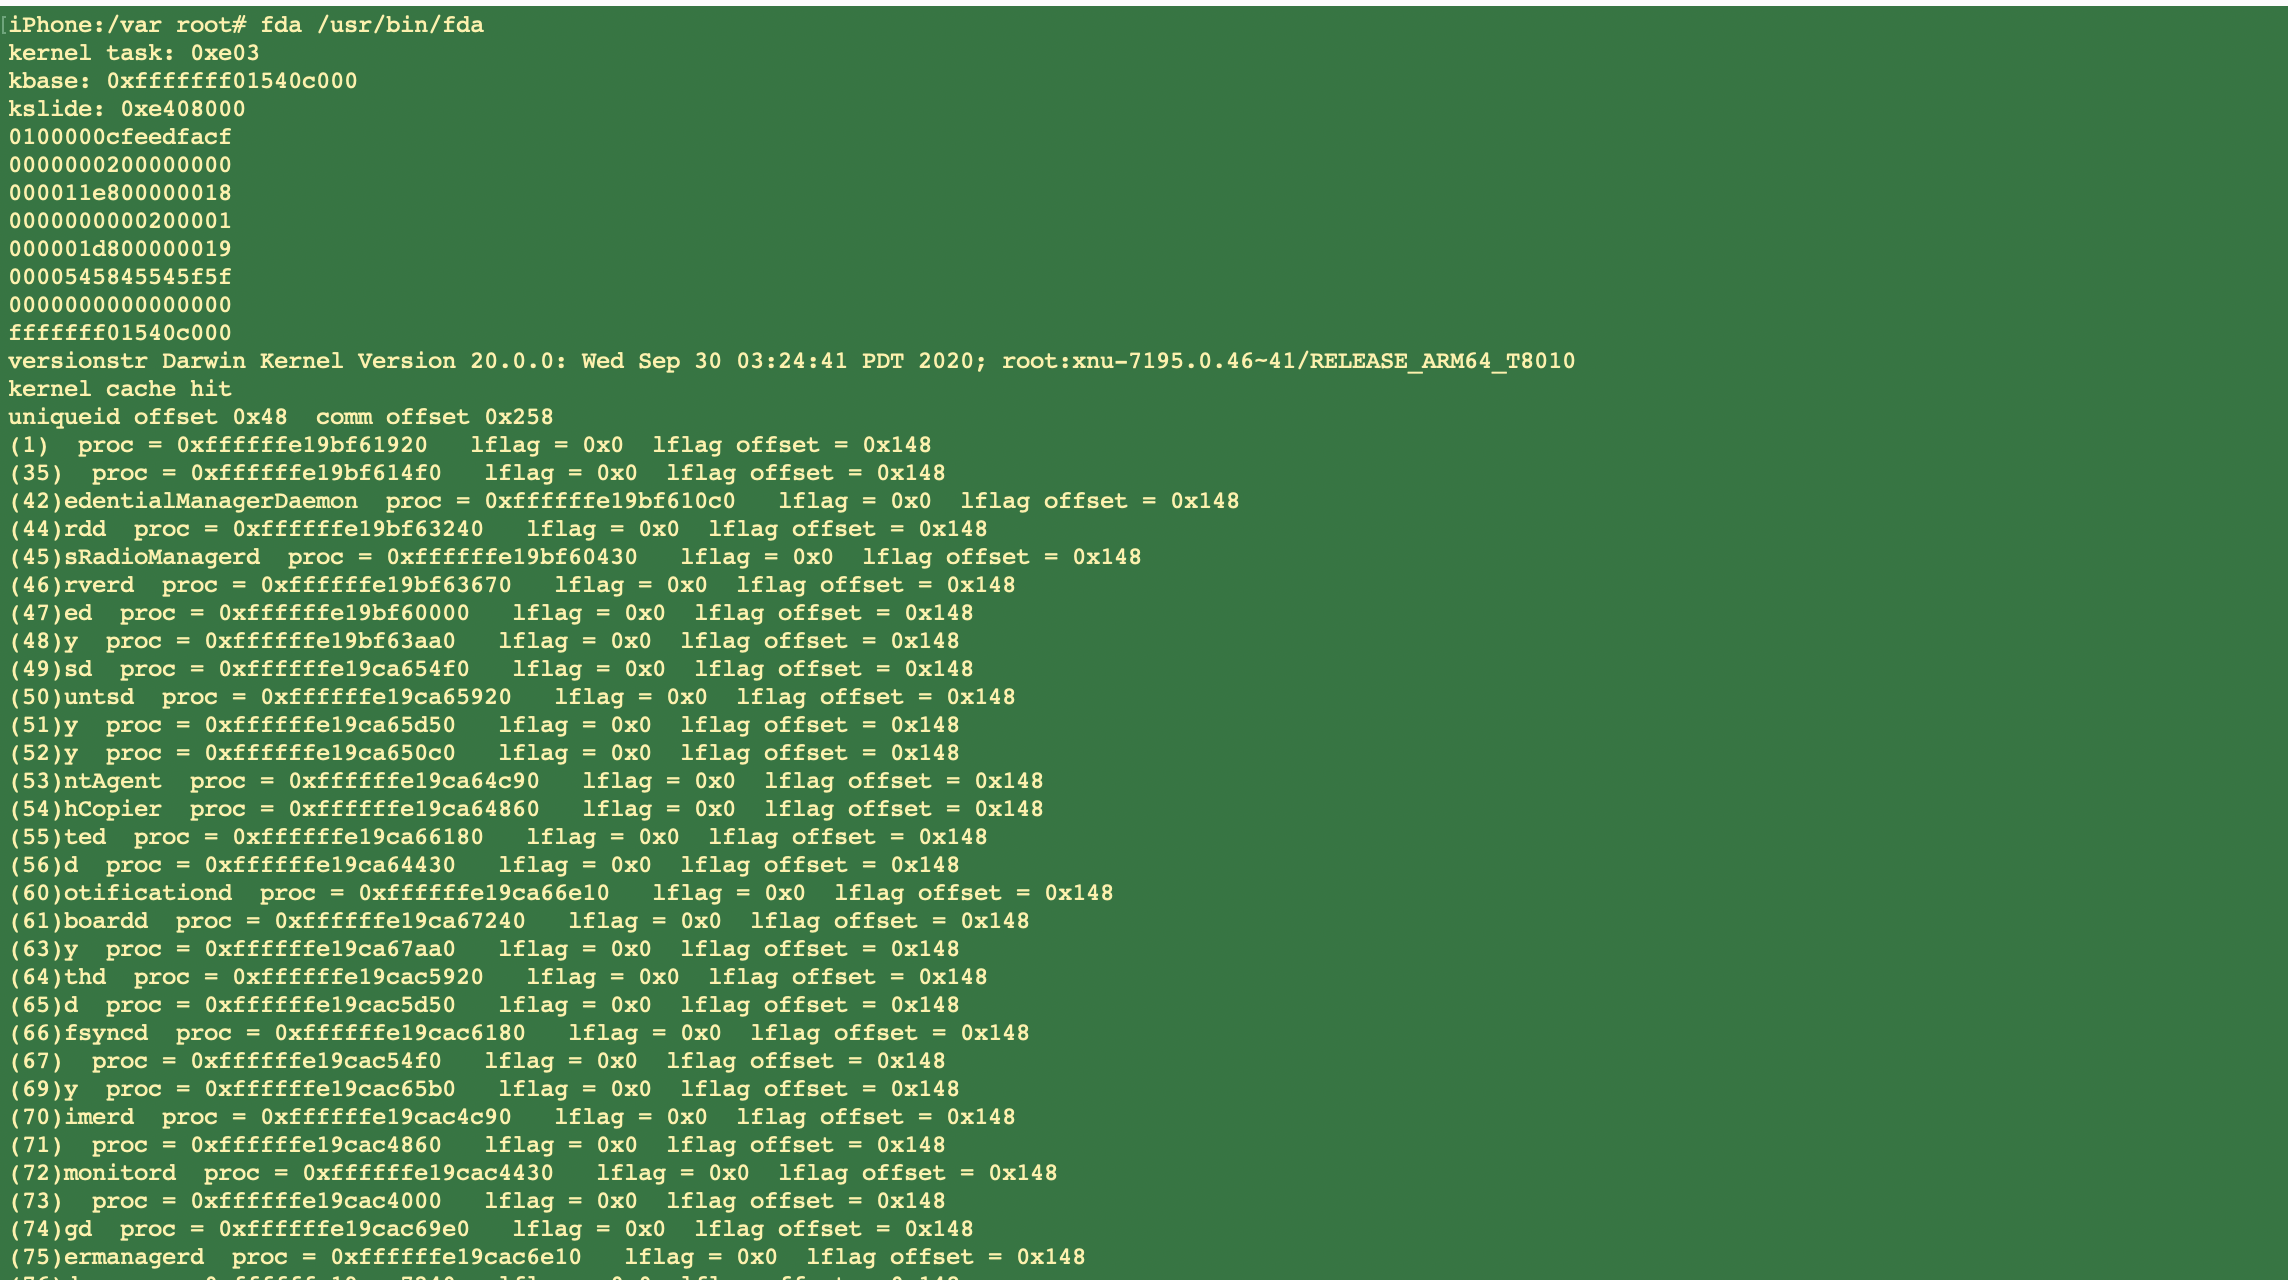 iPhone:/var root# fda /usr/bin/fda
kernel task: 0xe03
kbase: 0xfffffff01540c000
kslide: 0xe408000
0100000cfeedfacf
0000000200000000
000011e800000018
0000000000200001
000001d800000019
0000545845545f5f
0000000000000000
fffffff01540c000
versionstr Darwin Kernel Version 20.0.0: Wed Sep 30 03:24:41 PDT 2020; root:xnu-7195.0.46~41/RELEASE_ARM64_T8010
kernel cache hit
uniqueid offset 0x48  comm offset 0x258
(1)  proc = 0xffffffe19bf61920   lflag = 0x0  lflag offset = 0x148
(35)  proc = 0xffffffe19bf614f0   lflag = 0x0  lflag offset = 0x148
(42)edentialManagerDaemon  proc = 0xffffffe19bf610c0   lflag = 0x0  lflag offset = 0x148
(44)rdd  proc = 0xffffffe19bf63240   lflag = 0x0  lflag offset = 0x148
(45)sRadioManagerd  proc = 0xffffffe19bf60430   lflag = 0x0  lflag offset = 0x148
(46)rverd  proc = 0xffffffe19bf63670   lflag = 0x0  lflag offset = 0x148
(47)ed  proc = 0xffffffe19bf60000   lflag = 0x0  lflag offset = 0x148
(48)y  proc = 0xffffffe19bf63aa0   lflag = 0x0  lflag offset = 0x148
(49)sd  proc = 0xffffffe19ca654f0   lflag = 0x0  lflag offset = 0x148
(50)untsd  proc = 0xffffffe19ca65920   lflag = 0x0  lflag offset = 0x148
(51)y  proc = 0xffffffe19ca65d50   lflag = 0x0  lflag offset = 0x148
(52)y  proc = 0xffffffe19ca650c0   lflag = 0x0  lflag offset = 0x148
(53)ntAgent  proc = 0xffffffe19ca64c90   lflag = 0x0  lflag offset = 0x148
(54)hCopier  proc = 0xffffffe19ca64860   lflag = 0x0  lflag offset = 0x148
(55)ted  proc = 0xffffffe19ca66180   lflag = 0x0  lflag offset = 0x148
(56)d  proc = 0xffffffe19ca64430   lflag = 0x0  lflag offset = 0x148
(60)otificationd  proc = 0xffffffe19ca66e10   lflag = 0x0  lflag offset = 0x148
(61)boardd  proc = 0xffffffe19ca67240   lflag = 0x0  lflag offset = 0x148
(63)y  proc = 0xffffffe19ca67aa0   lflag = 0x0  lflag offset = 0x148
(64)thd  proc = 0xffffffe19cac5920   lflag = 0x0  lflag offset = 0x148
(65)d  proc = 0xffffffe19cac5d50   lflag = 0x0  lflag offset = 0x148
(66)fsyncd  proc = 0xffffffe19cac6180   lflag = 0x0  lflag offset = 0x148
(67)  proc = 0xffffffe19cac54f0   lflag = 0x0  lflag offset = 0x148
(69)y  proc = 0xffffffe19cac65b0   lflag = 0x0  lflag offset = 0x148
(70)imerd  proc = 0xffffffe19cac4c90   lflag = 0x0  lflag offset = 0x148
(71)  proc = 0xffffffe19cac4860   lflag = 0x0  lflag offset = 0x148
(72)monitord  proc = 0xffffffe19cac4430   lflag = 0x0  lflag offset = 0x148
(73)  proc = 0xffffffe19cac4000   lflag = 0x0  lflag offset = 0x148
(74)gd  proc = 0xffffffe19cac69e0   lflag = 0x0  lflag offset = 0x148
(75)ermanagerd  proc = 0xffffffe19cac6e10   lflag = 0x0  lflag offset = 0x148